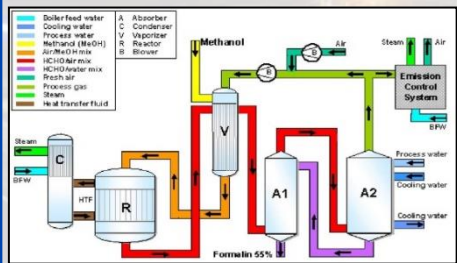 Boiler feed water
Cooling water
Process water
Methanol (MeOH)
Air/MeOH mix
HCHO/air mix
HCHO/water mix
Fresh air
Process gas
Steam
Heat transfer fluid
A Absorber
C Condenser
V Vaporizer
R Reactor
B Blower
Methanol
Air
Steam
Air
B
B
Emission
Control
System
BFW
V
Steam
C
BFW
HTF
R
A1
A2
Process water
Cooling water
Cooling water
Formalin 55%